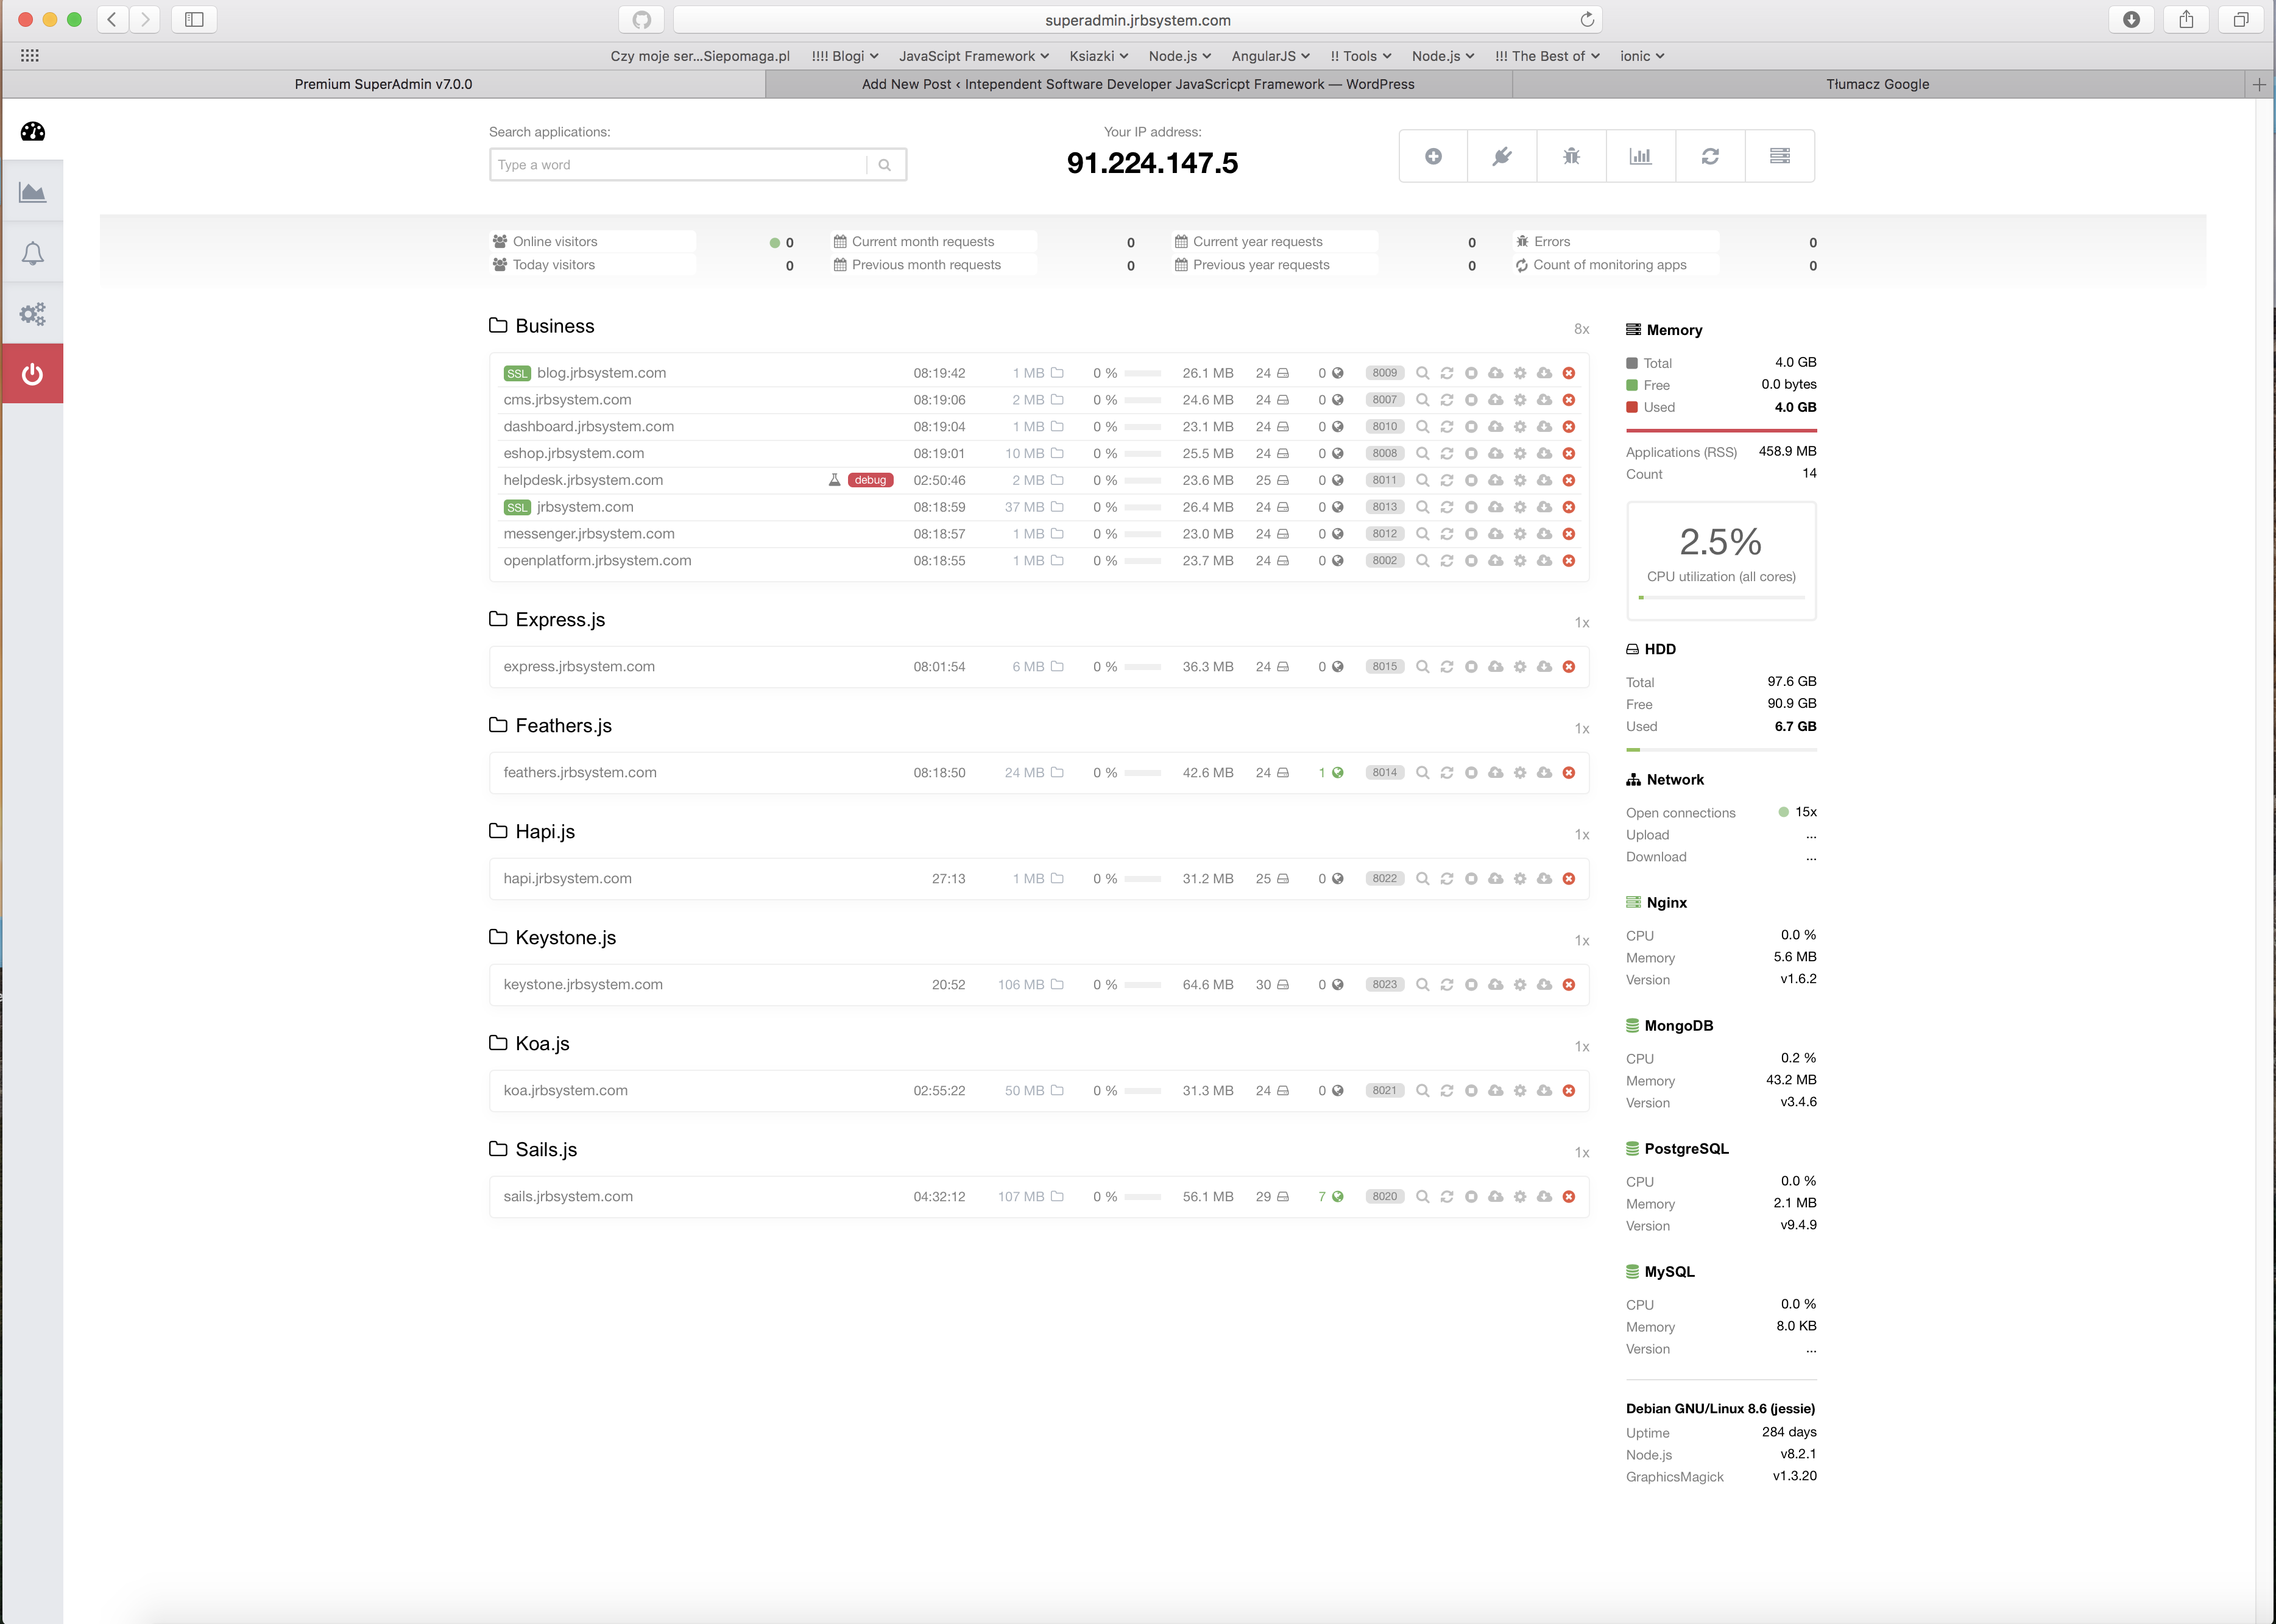 superadmin.jrbsystem.com
Czy moje ser...Siepomaga.pl !!!! Blogi JavaScipt Framework Ksiazki Node.js AngularJS !! Tools Node.js !!! The Best of ionic
Premium SuperAdmin v7.0.0 Add New Post ‹ Intependent Software Developer JavaScricpt Framework — WordPress Tłumacz Google
Search applications:
Type a word
Your IP address:
91.224.147.5
Online visitors 0 Current month requests 0 Current year requests 0 Errors 0
Today visitors 0 Previous month requests 0 Previous year requests 0 Count of monitoring apps 0
Business 8x
SSL blog.jrbsystem.com 08:19:42 1 MB 0 % 26.1 MB 24 0 8009
cms.jrbsystem.com 08:19:06 2 MB 0 % 24.6 MB 24 0 8007
dashboard.jrbsystem.com 08:19:04 1 MB 0 % 23.1 MB 24 0 8010
eshop.jrbsystem.com 08:19:01 10 MB 0 % 25.5 MB 24 0 8008
helpdesk.jrbsystem.com debug 02:50:46 2 MB 0 % 23.6 MB 25 0 8011
SSL jrbsystem.com 08:18:59 37 MB 0 % 26.4 MB 24 0 8013
messenger.jrbsystem.com 08:18:57 1 MB 0 % 23.0 MB 24 0 8012
openplatform.jrbsystem.com 08:18:55 1 MB 0 % 23.7 MB 24 0 8002
Express.js 1x
express.jrbsystem.com 08:01:54 6 MB 0 % 36.3 MB 24 0 8015
Feathers.js 1x
feathers.jrbsystem.com 08:18:50 24 MB 0 % 42.6 MB 24 1 8014
Hapi.js 1x
hapi.jrbsystem.com 27:13 1 MB 0 % 31.2 MB 25 0 8022
Keystone.js 1x
keystone.jrbsystem.com 20:52 106 MB 0 % 64.6 MB 30 0 8023
Koa.js 1x
koa.jrbsystem.com 02:55:22 50 MB 0 % 31.3 MB 24 0 8021
Sails.js 1x
sails.jrbsystem.com 04:32:12 107 MB 0 % 56.1 MB 29 7 8020
Memory
Total 4.0 GB
Free 0.0 bytes
Used 4.0 GB
Applications (RSS) 458.9 MB
Count 14
2.5%
CPU utilization (all cores)
HDD
Total 97.6 GB
Free 90.9 GB
Used 6.7 GB
Network
Open connections 15x
Upload ...
Download ...
Nginx
CPU 0.0 %
Memory 5.6 MB
Version v1.6.2
MongoDB
CPU 0.2 %
Memory 43.2 MB
Version v3.4.6
PostgreSQL
CPU 0.0 %
Memory 2.1 MB
Version v9.4.9
MySQL
CPU 0.0 %
Memory 8.0 KB
Version ...
Debian GNU/Linux 8.6 (jessie)
Uptime 284 days
Node.js v8.2.1
GraphicsMagick v1.3.20